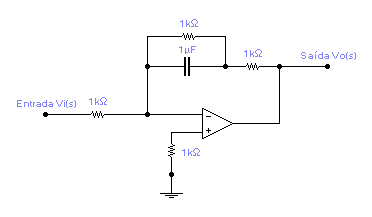 1kΩ
1µF
1kΩ
Saída Vo(s)
Entrada Vi(s)
1kΩ
−
+
1kΩ